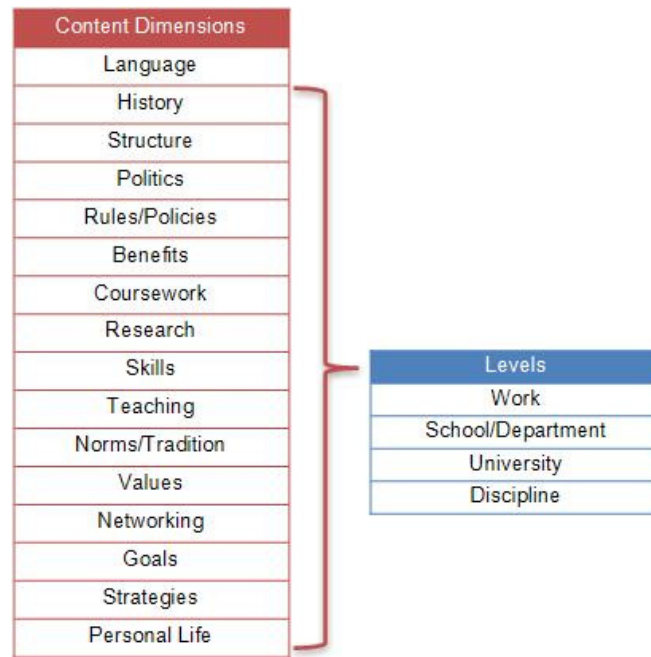 Content Dimensions
Language
History
Structure
Politics
Rules/Policies
Benefits
Coursework
Research
Skills
Teaching
Norms/Tradition
Values
Networking
Goals
Strategies
Personal Life
Levels
Work
School/Department
University
Discipline